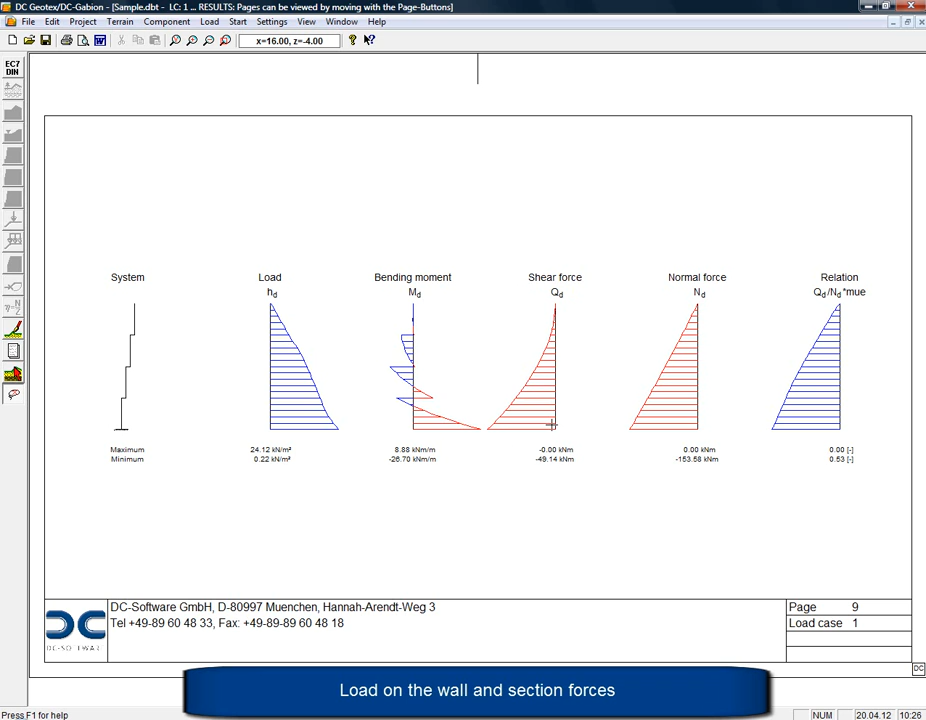 DC Geotex/DC-Gabion - [Sample.dbt - LC: 1 ... RESULTS: Pages can be viewed by moving with the Page-Buttons]
File Edit Project Terrain Component Load Start Settings View Window Help
x=16.00, z=-4.00
EC7
DIN
System Load Bending moment Shear force Normal force Relation
hd Md Qd Nd Qd/Nd*mue
Maximum 24.12 kN/m² 8.88 kNm/m -0.00 kNm 0.00 kNm 0.00 [-]
Minimum 0.22 kN/m² -26.70 kNm/m -49.14 kNm -153.58 kNm 0.53 [-]
DC-Software GmbH, D-80997 Muenchen, Hannah-Arendt-Weg 3
Tel +49-89 60 48 33, Fax: +49-89-89 60 48 18
Page 9
Load case 1
DC
DC-SOFTWARE
DC
Load on the wall and section forces
Press F1 for help
NUM 20.04.12 10:26